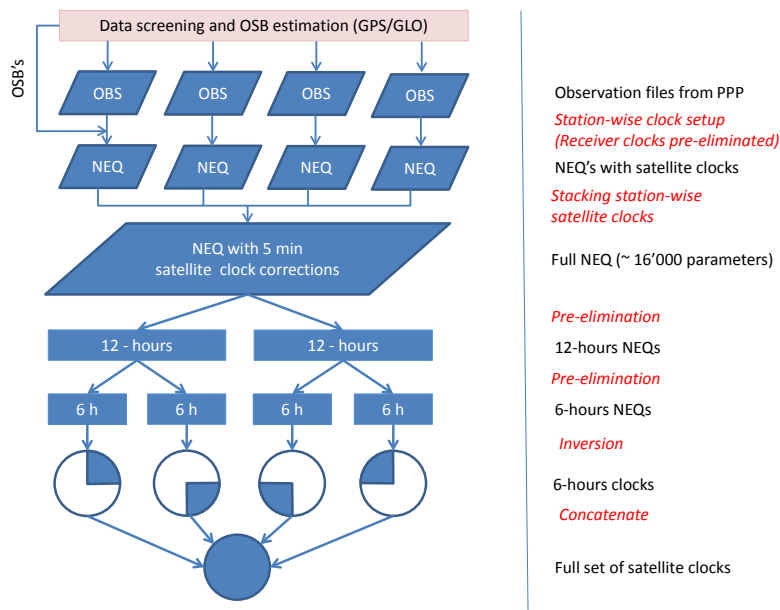 Data screening and OSB estimation (GPS/GLO)
OSB's
OBS
OBS
OBS
OBS
NEQ
NEQ
NEQ
NEQ
NEQ with 5 min
satellite clock corrections
12 - hours
12 - hours
6 h
6 h
6 h
6 h
Observation files from PPP
Station-wise clock setup
(Receiver clocks pre-eliminated)
NEQ's with satellite clocks
Stacking station-wise
satellite clocks
Full NEQ (~ 16'000 parameters)
Pre-elimination
12-hours NEQs
Pre-elimination
6-hours NEQs
Inversion
6-hours clocks
Concatenate
Full set of satellite clocks